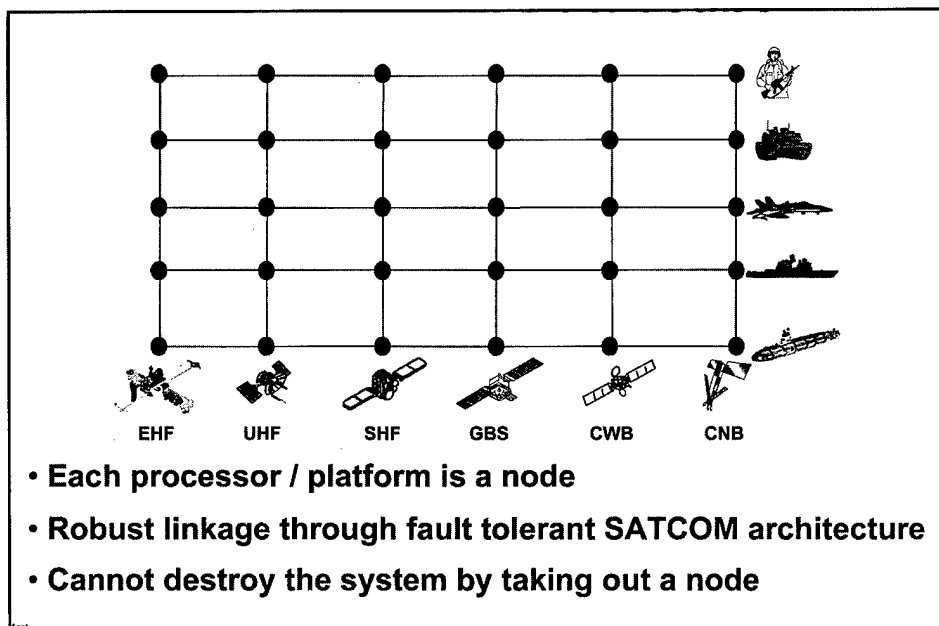 EHF UHF SHF GBS CWB CNB
• Each processor / platform is a node
• Robust linkage through fault tolerant SATCOM architecture
• Cannot destroy the system by taking out a node